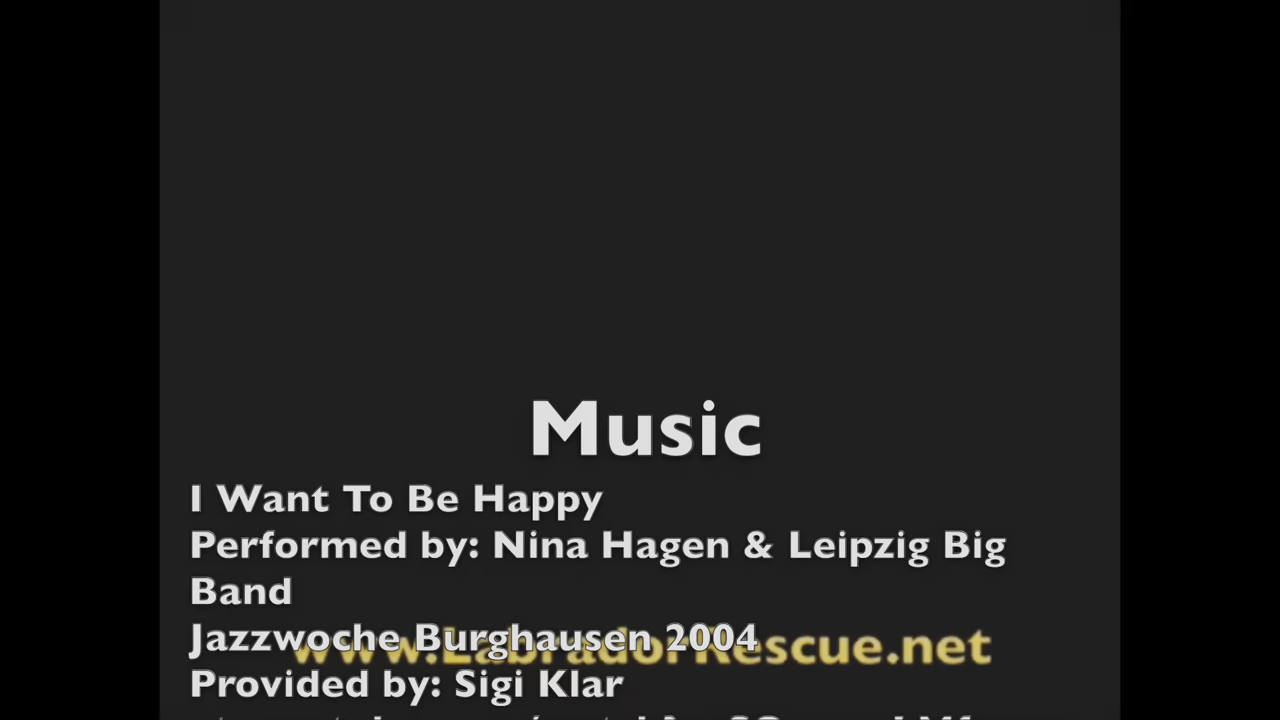 Music
I Want To Be Happy
Performed by: Nina Hagen & Leipzig Big
Band
Jazzwoche Burghausen 2004
www.LabradorRescue.net
Provided by: Sigi Klar